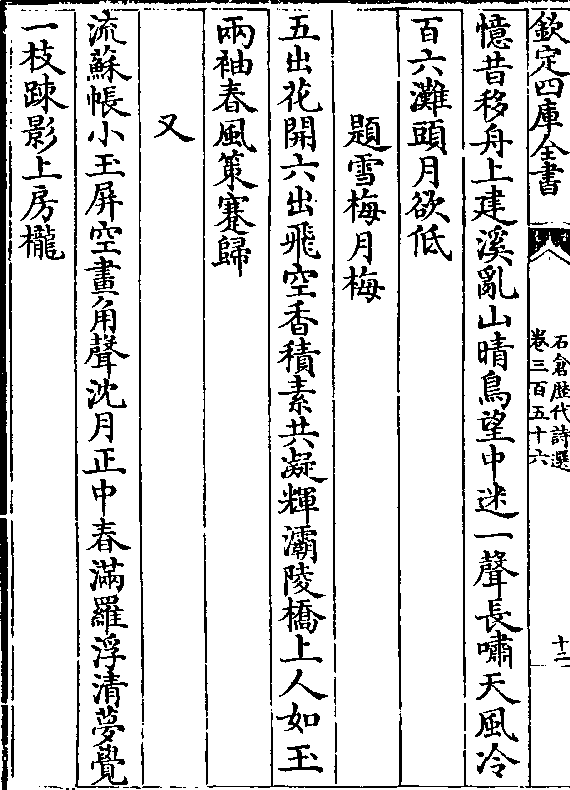 欽定四庫全書
石倉歴代詩選
卷三百五十六
十二
憶昔移舟上建溪亂山晴鳥望中迷一聲長嘯天風冷
百六灘頭月欲低
題雪梅月梅
五出花開六出飛空香積素共凝輝灞陵橋上人如玉
兩袖春風策蹇歸
又
流蘇帳小玉屏空畫角聲沈月正中春滿羅浮清夢覺
一枝踈影上房櫳